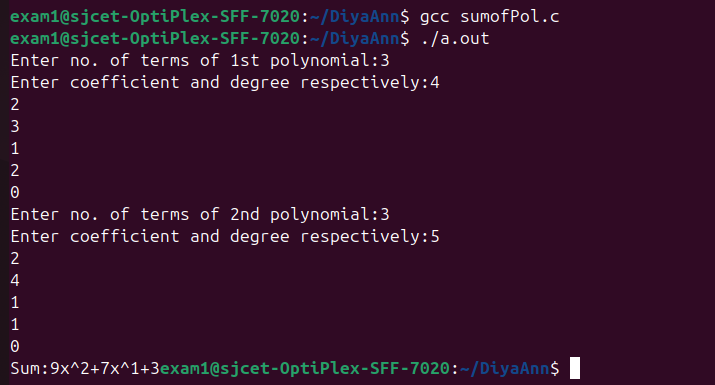 exam1@sjcet-OptiPlex-SFF-7020:~/DiyaAnn$ gcc sumofPol.c
exam1@sjcet-OptiPlex-SFF-7020:~/DiyaAnn$ ./a.out
Enter no. of terms of 1st polynomial:3
Enter coefficient and degree respectively:4
2
3
1
2
0
Enter no. of terms of 2nd polynomial:3
Enter coefficient and degree respectively:5
2
4
1
1
0
Sum:9x^2+7x^1+3exam1@sjcet-OptiPlex-SFF-7020:~/DiyaAnn$